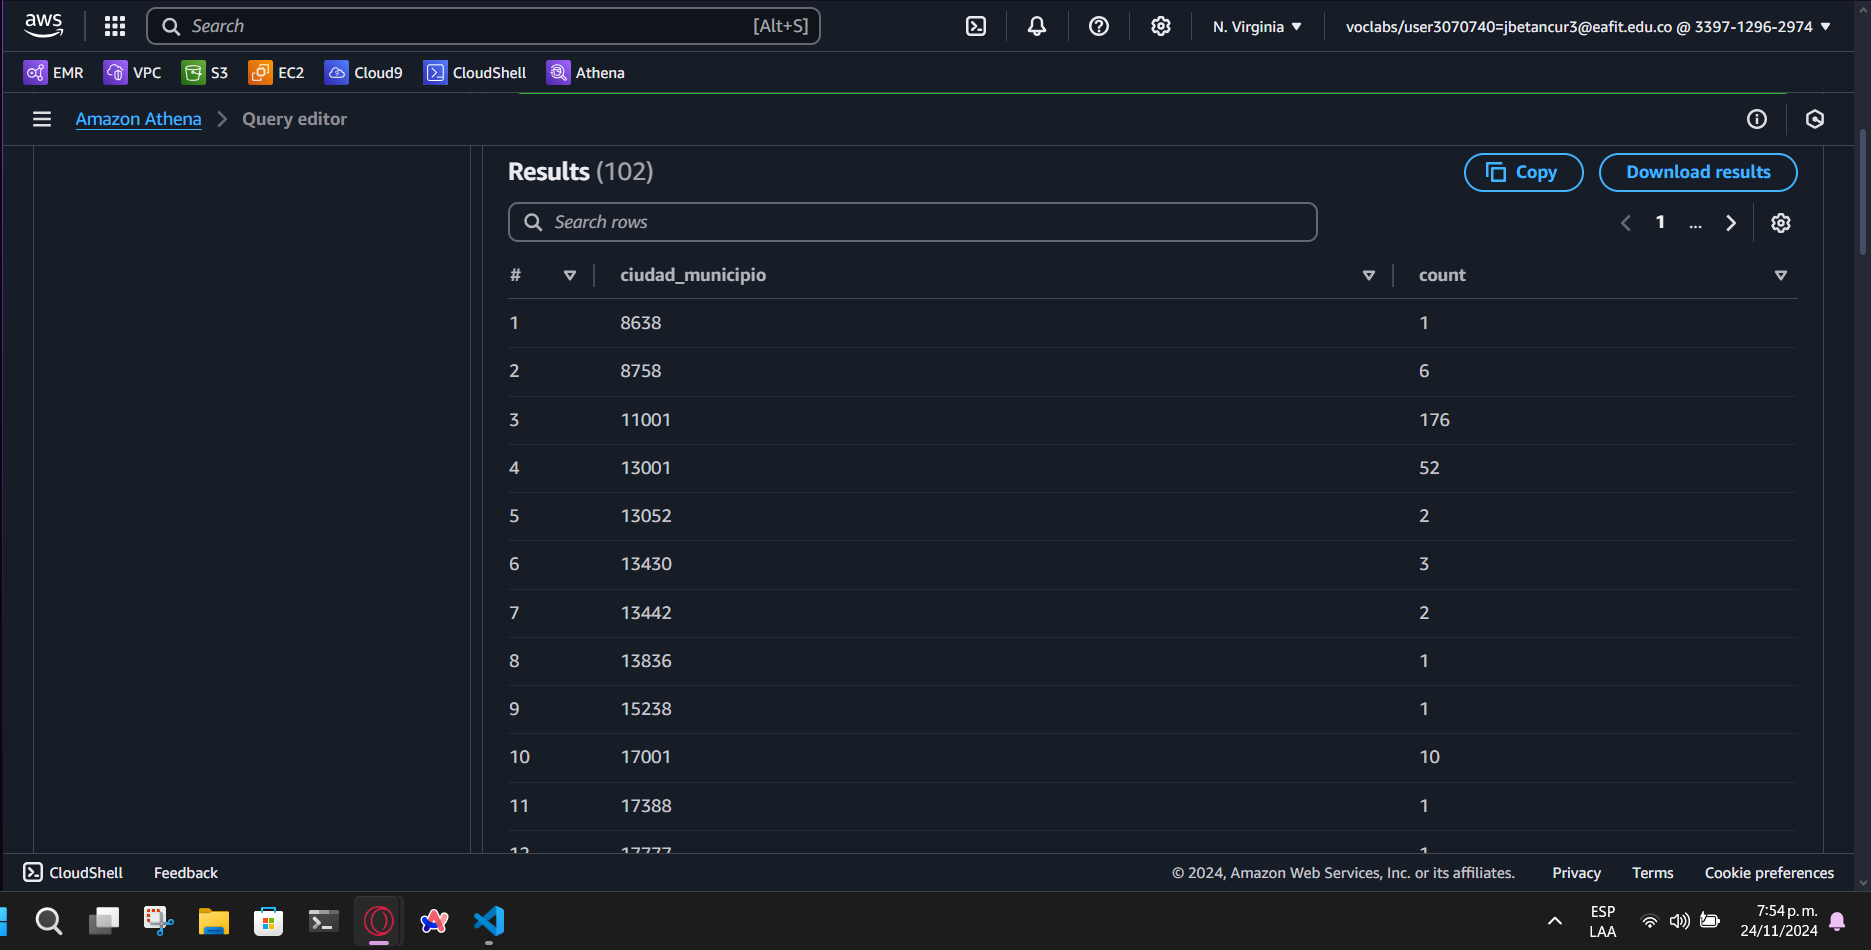 aws Search [Alt+S] N. Virginia ▼ voclabs/user3070740=jbetancur3@eafit.edu.co @ 3397-1296-2974 ▼
EMR VPC S3 EC2 Cloud9 CloudShell Athena
Amazon Athena > Query editor
Results (102) Copy Download results
Search rows 1 ...
# ciudad_municipio count
1 8638 1
2 8758 6
3 11001 176
4 13001 52
5 13052 2
6 13430 3
7 13442 2
8 13836 1
9 15238 1
10 17001 10
11 17388 1
12 17777 1
CloudShell Feedback © 2024, Amazon Web Services, Inc. or its affiliates. Privacy Terms Cookie preferences
ESP 7:54 p. m.
LAA 24/11/2024